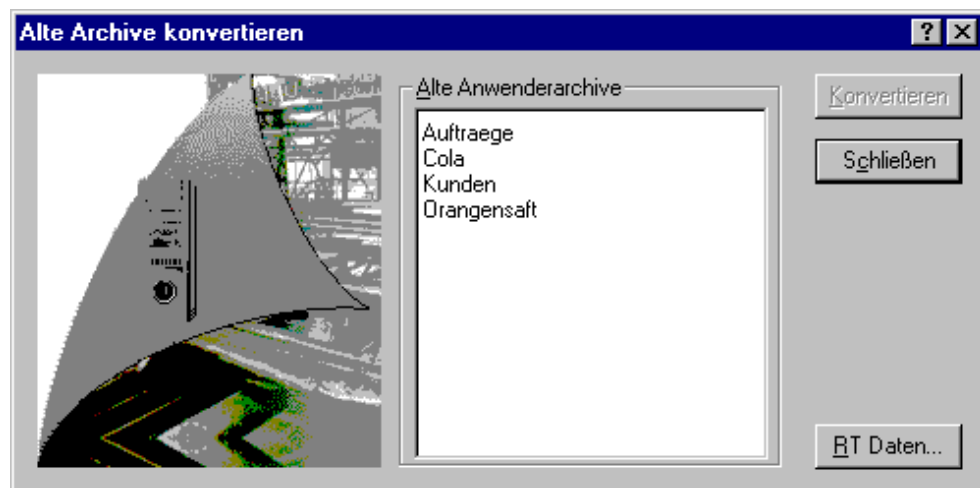 Alte Archive konvertieren
Alte Anwenderarchive
Auftraege
Cola
Kunden
Orangensaft
Konvertieren
Schließen
RT Daten...